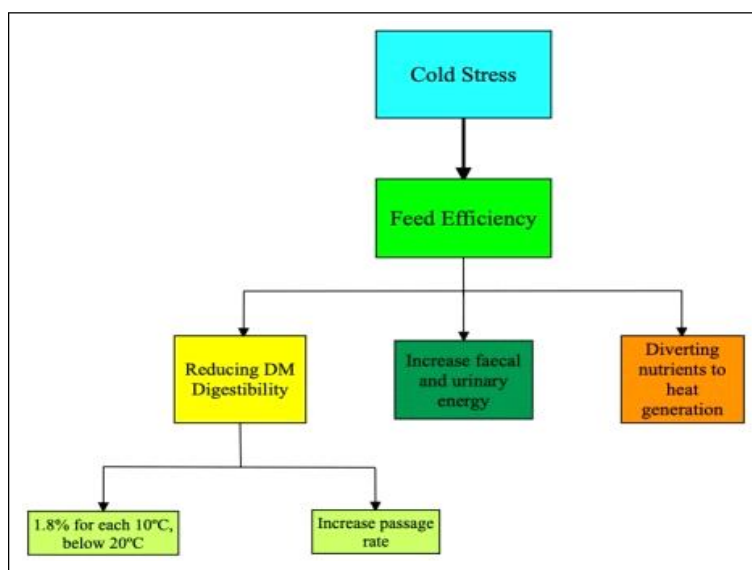 Cold Stress
Feed Efficiency
Reducing DM
Digestibility
Increase faecal
and urinary
energy
Diverting
nutrients to
heat
generation
1.8% for each 10ºC,
below 20ºC
Increase passage
rate